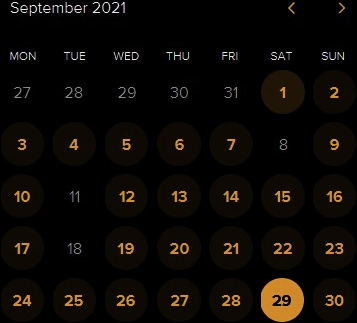 September 2021
MON TUE WED THU FRI SAT SUN
27 28 29 30 31 1 2
3 4 5 6 7 8 9
10 11 12 13 14 15 16
17 18 19 20 21 22 23
24 25 26 27 28 29 30